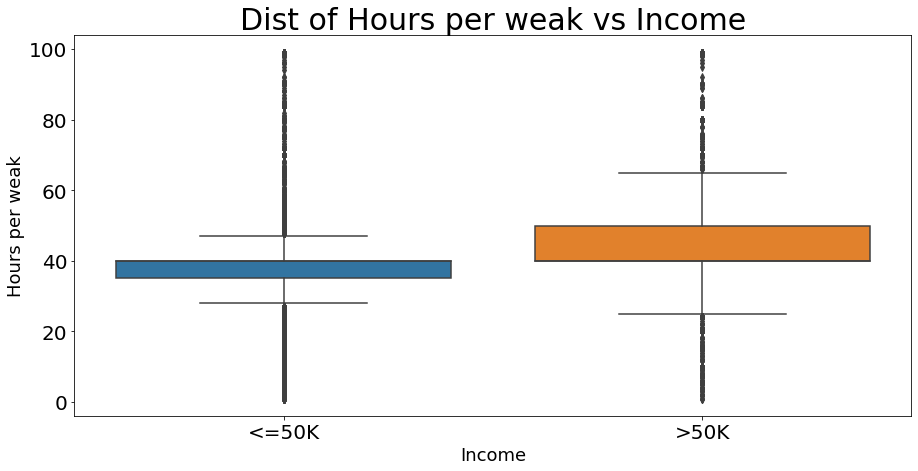 Dist of Hours per weak vs Income
100
80
60
40
20
0
Hours per weak
<=50K
>50K
Income